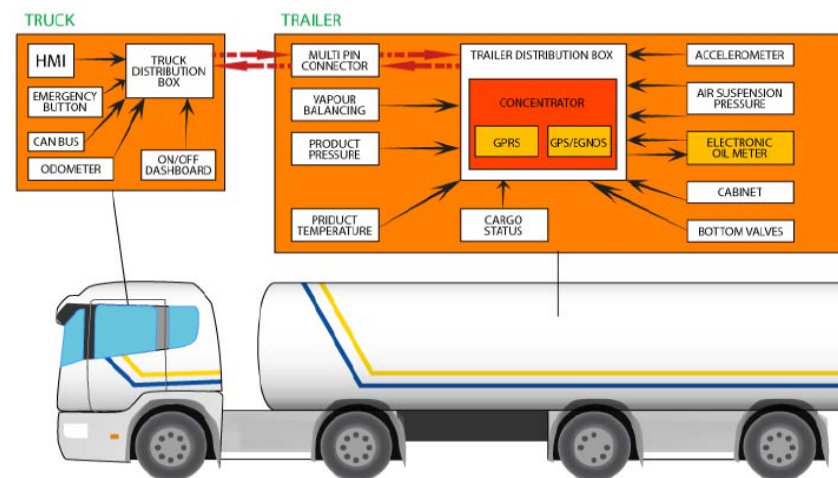 TRUCK
HMI
EMERGENCY
BUTTON
CAN BUS
ODOMETER
TRUCK
DISTRIBUTION
BOX
ON/OFF
DASHBOARD
TRAILER
MULTI PIN
CONNECTOR
VAPOUR
BALANCING
PRODUCT
PRESSURE
PRIDUCT
TEMPERATURE
TRAILER DISTRIBUTION BOX
CONCENTRATOR
GPRS
GPS/EGNOS
CARGO
STATUS
ACCELEROMETER
AIR SUSPENSION
PRESSURE
ELECTRONIC
OIL METER
CABINET
BOTTOM VALVES